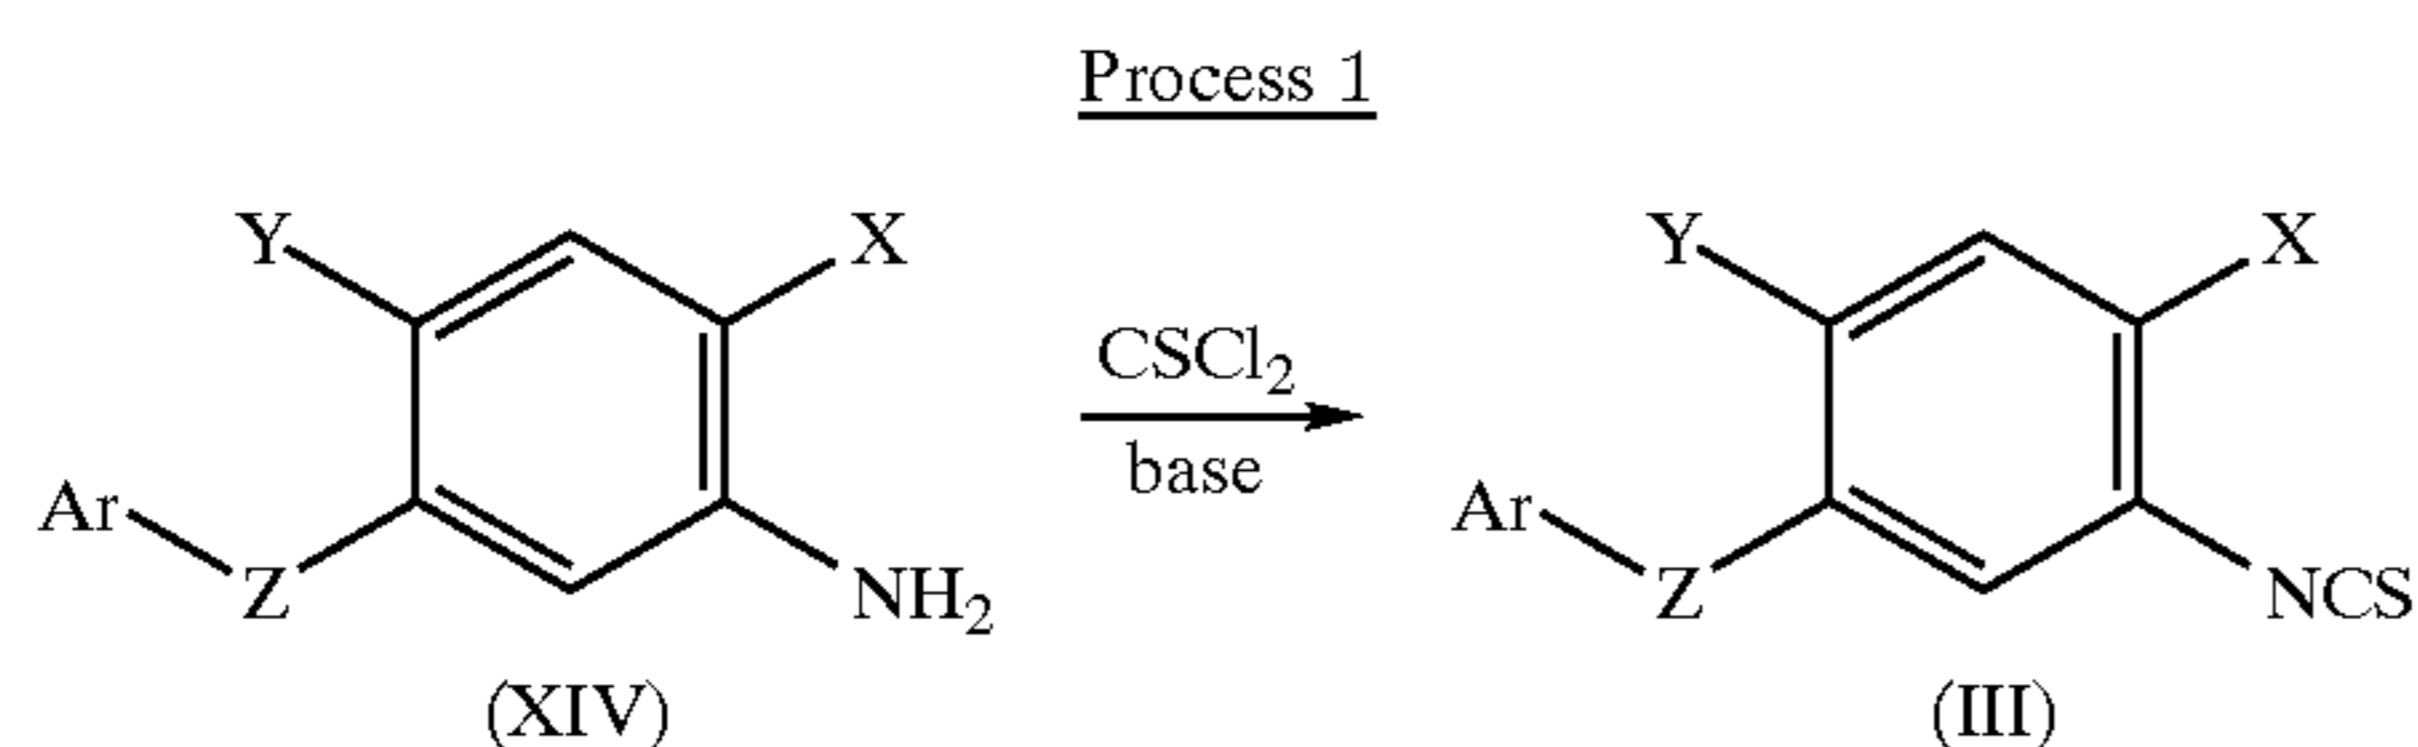 Process 1
Y X
CSCl₂
base
Ar Z NH₂
(XIV)
Y X
Ar Z NCS
(III)